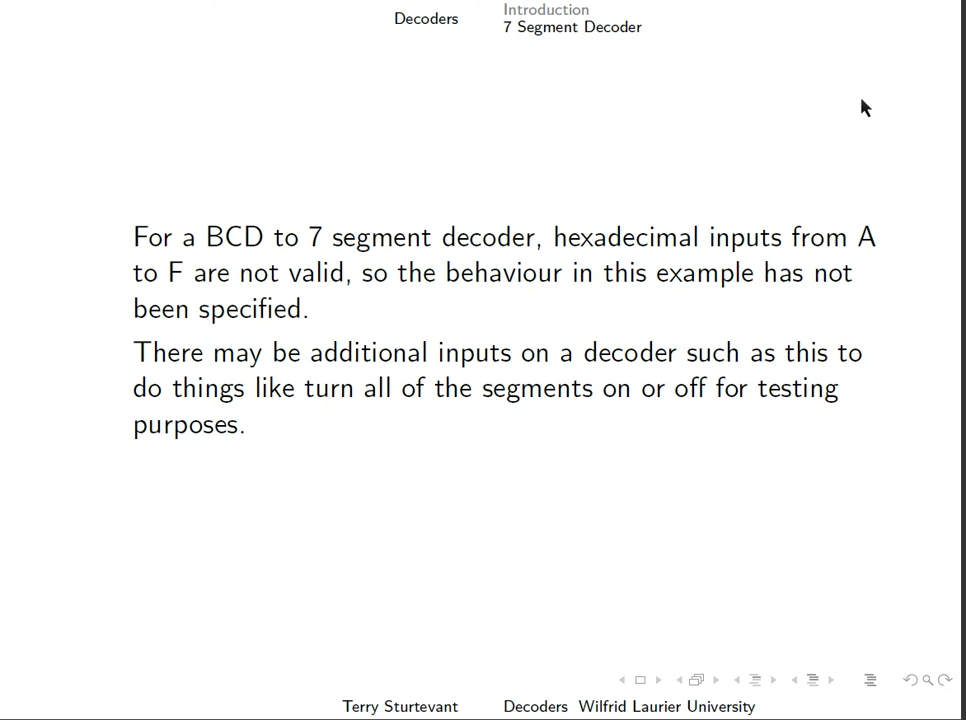 Decoders
Introduction
7 Segment Decoder
For a BCD to 7 segment decoder, hexadecimal inputs from A
to F are not valid, so the behaviour in this example has not
been specified.
There may be additional inputs on a decoder such as this to
do things like turn all of the segments on or off for testing
purposes.
Terry Sturtevant
Decoders Wilfrid Laurier University